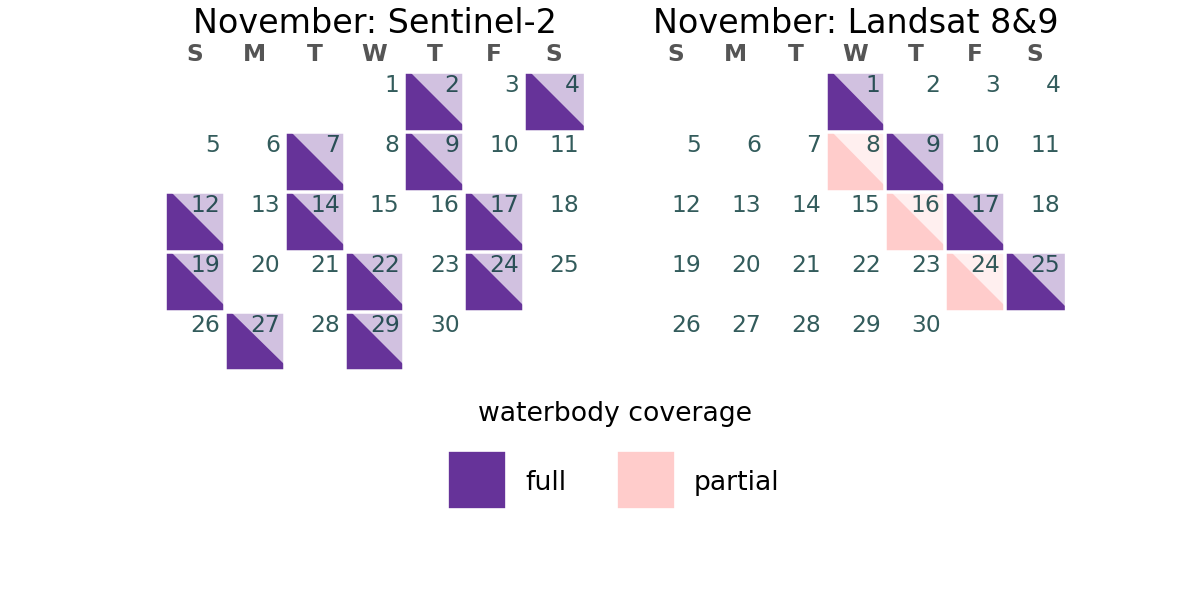 November: Sentinel-2
S M T W T F S
1 2 3 4
5 6 7 8 9 10 11
12 13 14 15 16 17 18
19 20 21 22 23 24 25
26 27 28 29 30
November: Landsat 8&9
S M T W T F S
1 2 3 4
5 6 7 8 9 10 11
12 13 14 15 16 17 18
19 20 21 22 23 24 25
26 27 28 29 30
waterbody coverage
full partial